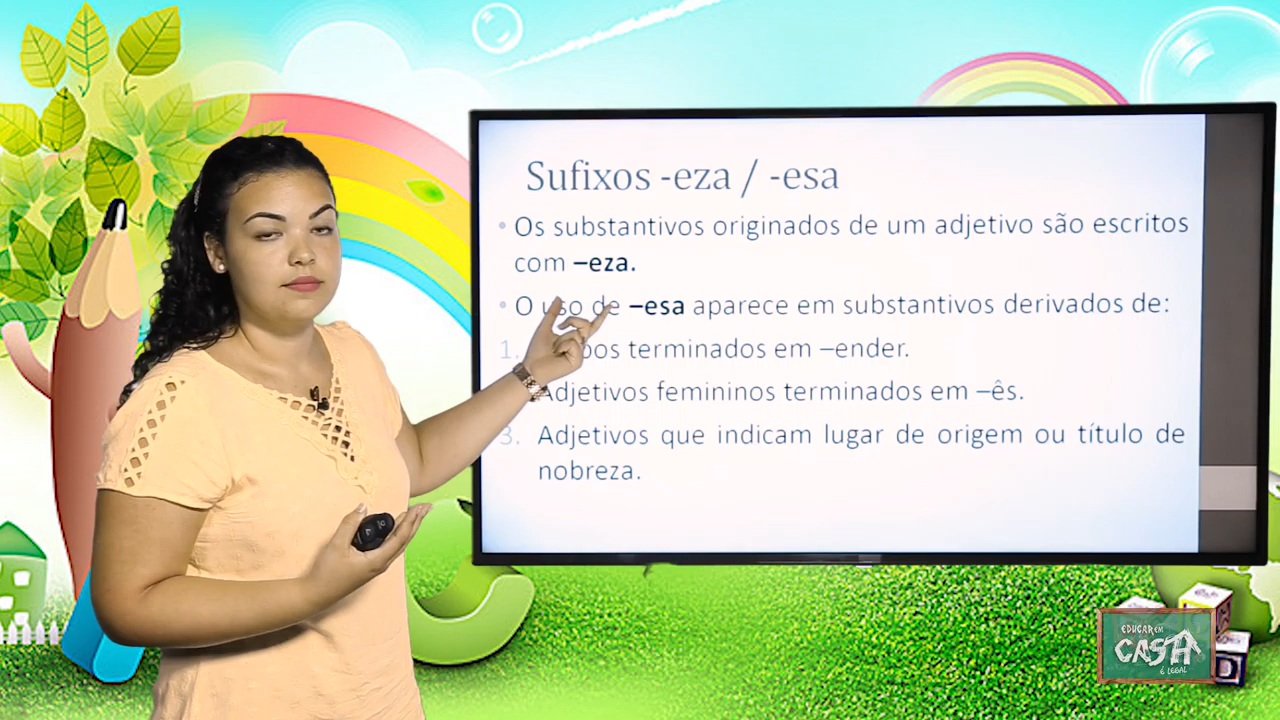 Sufixos -eza / -esa
• Os substantivos originados de um adjetivo são escritos
com –eza.
• O uso de –esa aparece em substantivos derivados de:
1. terminados em –ender.
Adjetivos femininos terminados em –ês.
3. Adjetivos que indicam lugar de origem ou título de
nobreza.
EDUCAR EM
CASA
É LEGAL